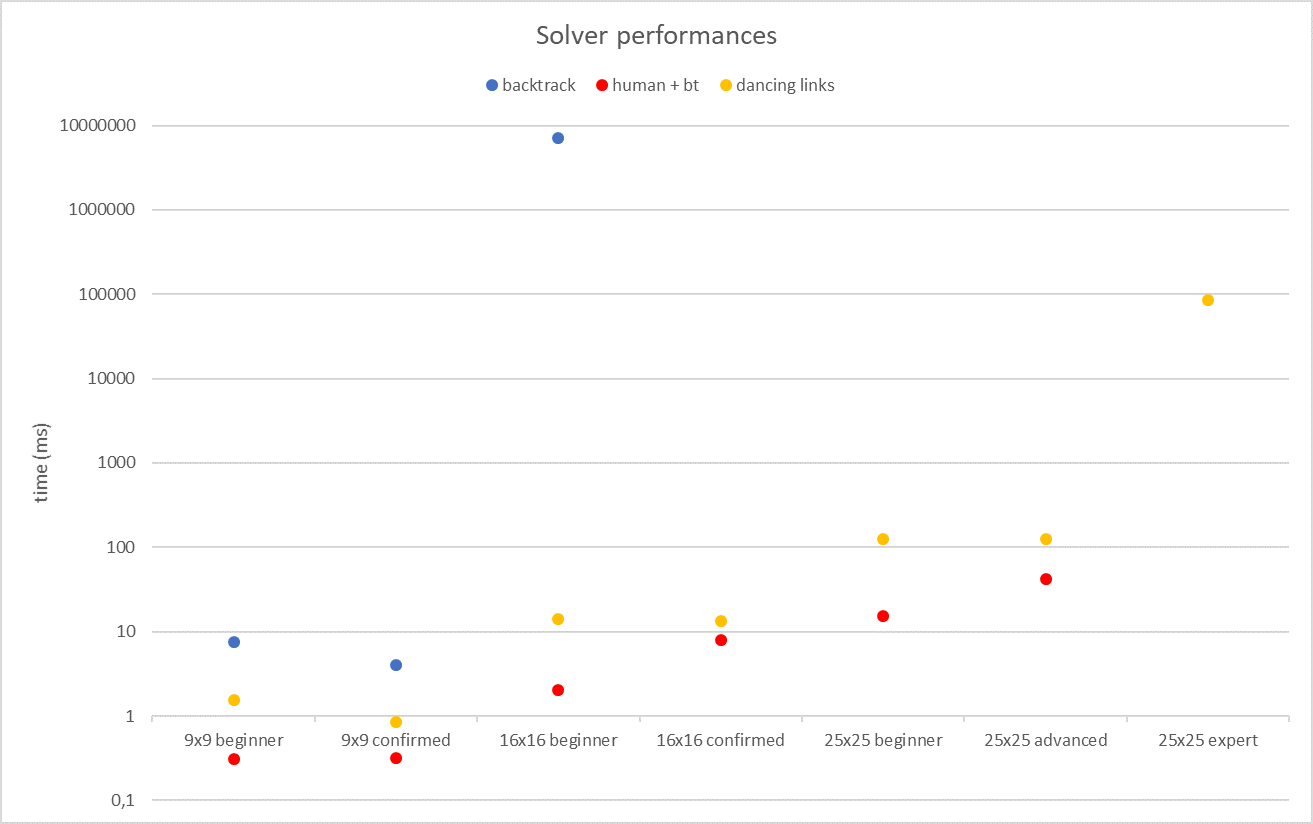 Solver performances
backtrack human + bt dancing links
10000000
1000000
100000
10000
1000
100
10
1
0,1
time (ms)
9x9 beginner 9x9 confirmed 16x16 beginner 16x16 confirmed 25x25 beginner 25x25 advanced 25x25 expert